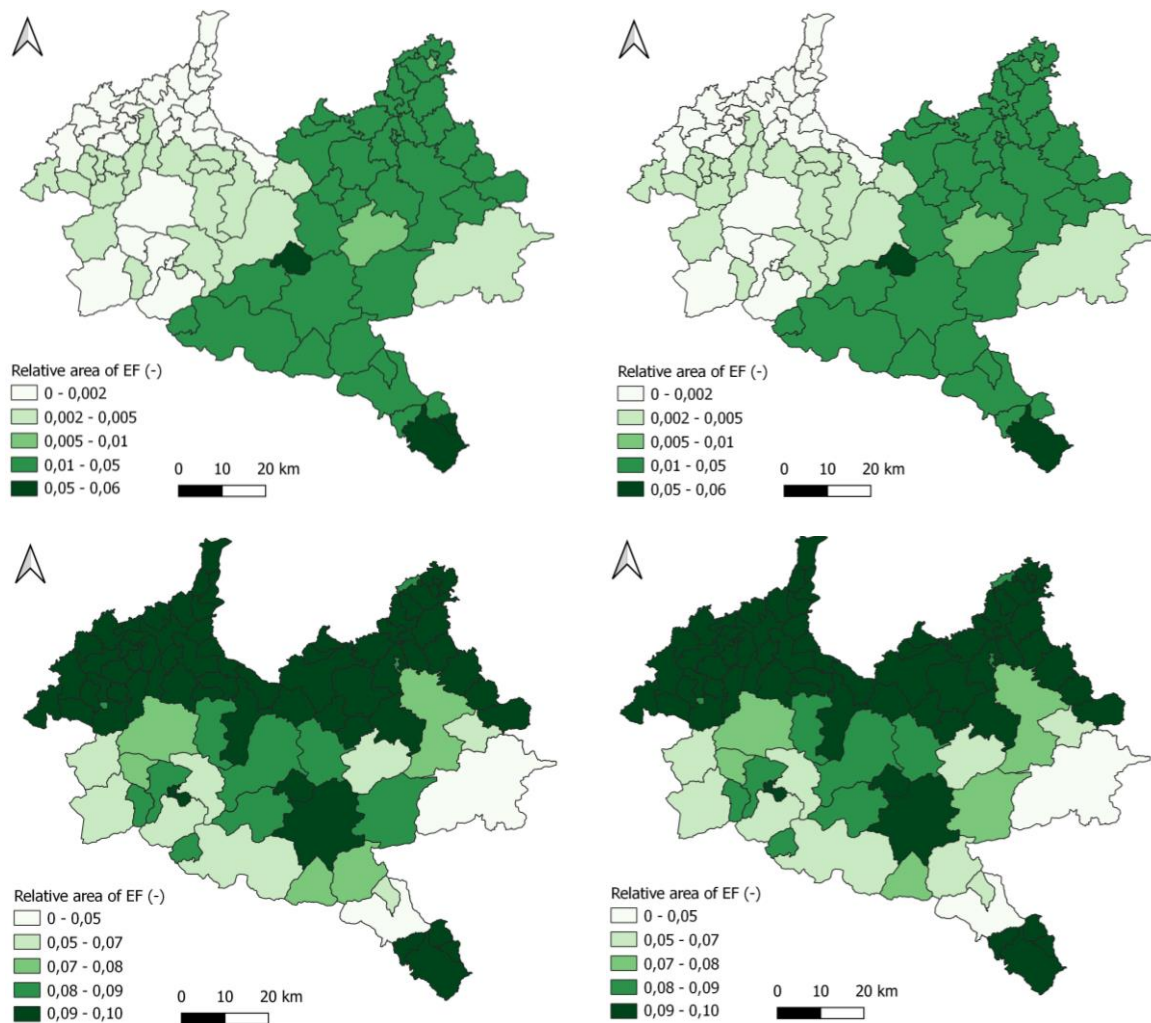 Relative area of EF (-)
0 - 0,002
0,002 - 0,005
0,005 - 0,01
0,01 - 0,05
0,05 - 0,06
0 10 20 km
Relative area of EF (-)
0 - 0,002
0,002 - 0,005
0,005 - 0,01
0,01 - 0,05
0,05 - 0,06
0 10 20 km
Relative area of EF (-)
0 - 0,05
0,05 - 0,07
0,07 - 0,08
0,08 - 0,09
0,09 - 0,10
0 10 20 km
Relative area of EF (-)
0 - 0,05
0,05 - 0,07
0,07 - 0,08
0,08 - 0,09
0,09 - 0,10
0 10 20 km